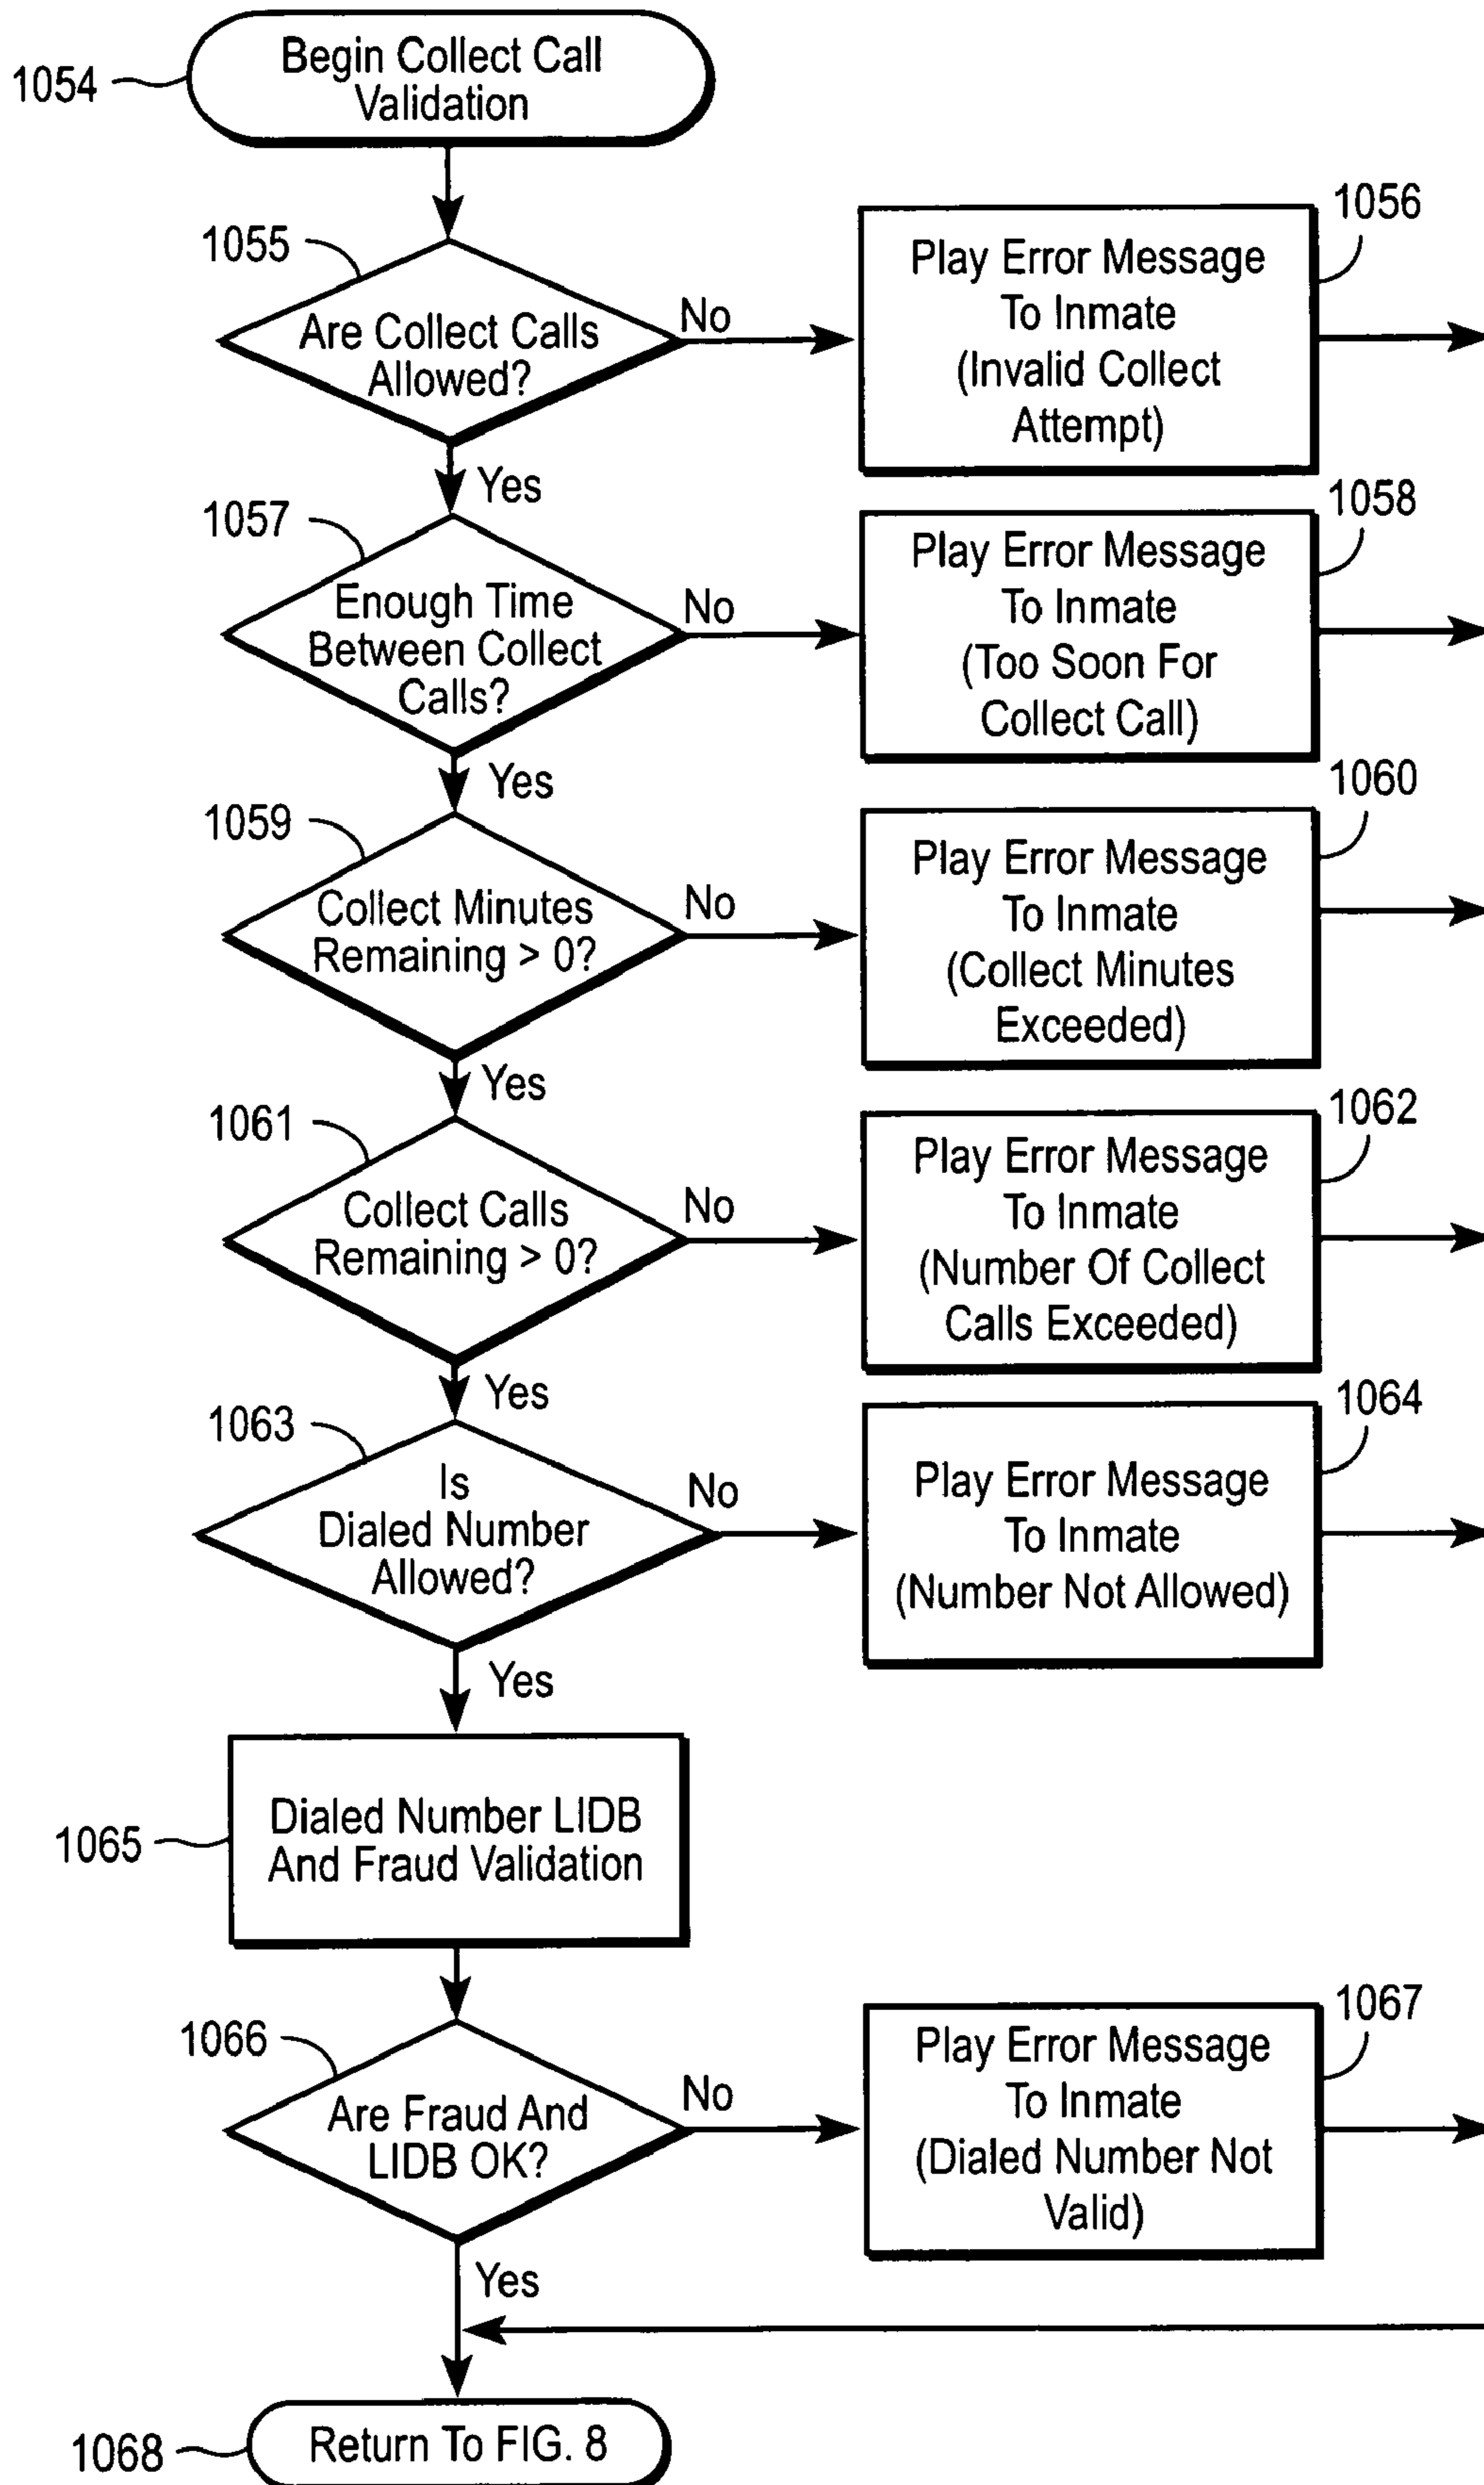 1054
Begin Collect Call
Validation
1055
Are Collect Calls
Allowed?
No
1056
Play Error Message
To Inmate
(Invalid Collect
Attempt)
Yes
1057
Enough Time
Between Collect
Calls?
No
1058
Play Error Message
To Inmate
(Too Soon For
Collect Call)
Yes
1059
Collect Minutes
Remaining > 0?
No
1060
Play Error Message
To Inmate
(Collect Minutes
Exceeded)
Yes
1061
Collect Calls
Remaining > 0?
No
1062
Play Error Message
To Inmate
(Number Of Collect
Calls Exceeded)
Yes
1063
Is
Dialed Number
Allowed?
No
1064
Play Error Message
To Inmate
(Number Not Allowed)
Yes
1065
Dialed Number LIDB
And Fraud Validation
1066
Are Fraud And
LIDB OK?
No
1067
Play Error Message
To Inmate
(Dialed Number Not
Valid)
Yes
1068
Return To FIG. 8